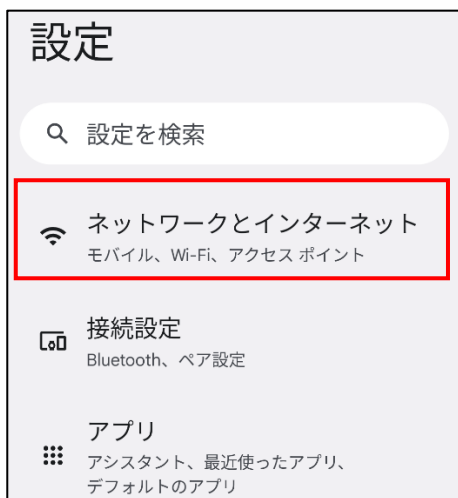 設定
設定を検索
ネットワークとインターネット
モバイル、Wi-Fi、アクセス ポイント
接続設定
Bluetooth、ペア設定
アプリ
アシスタント、最近使ったアプリ、
デフォルトのアプリ